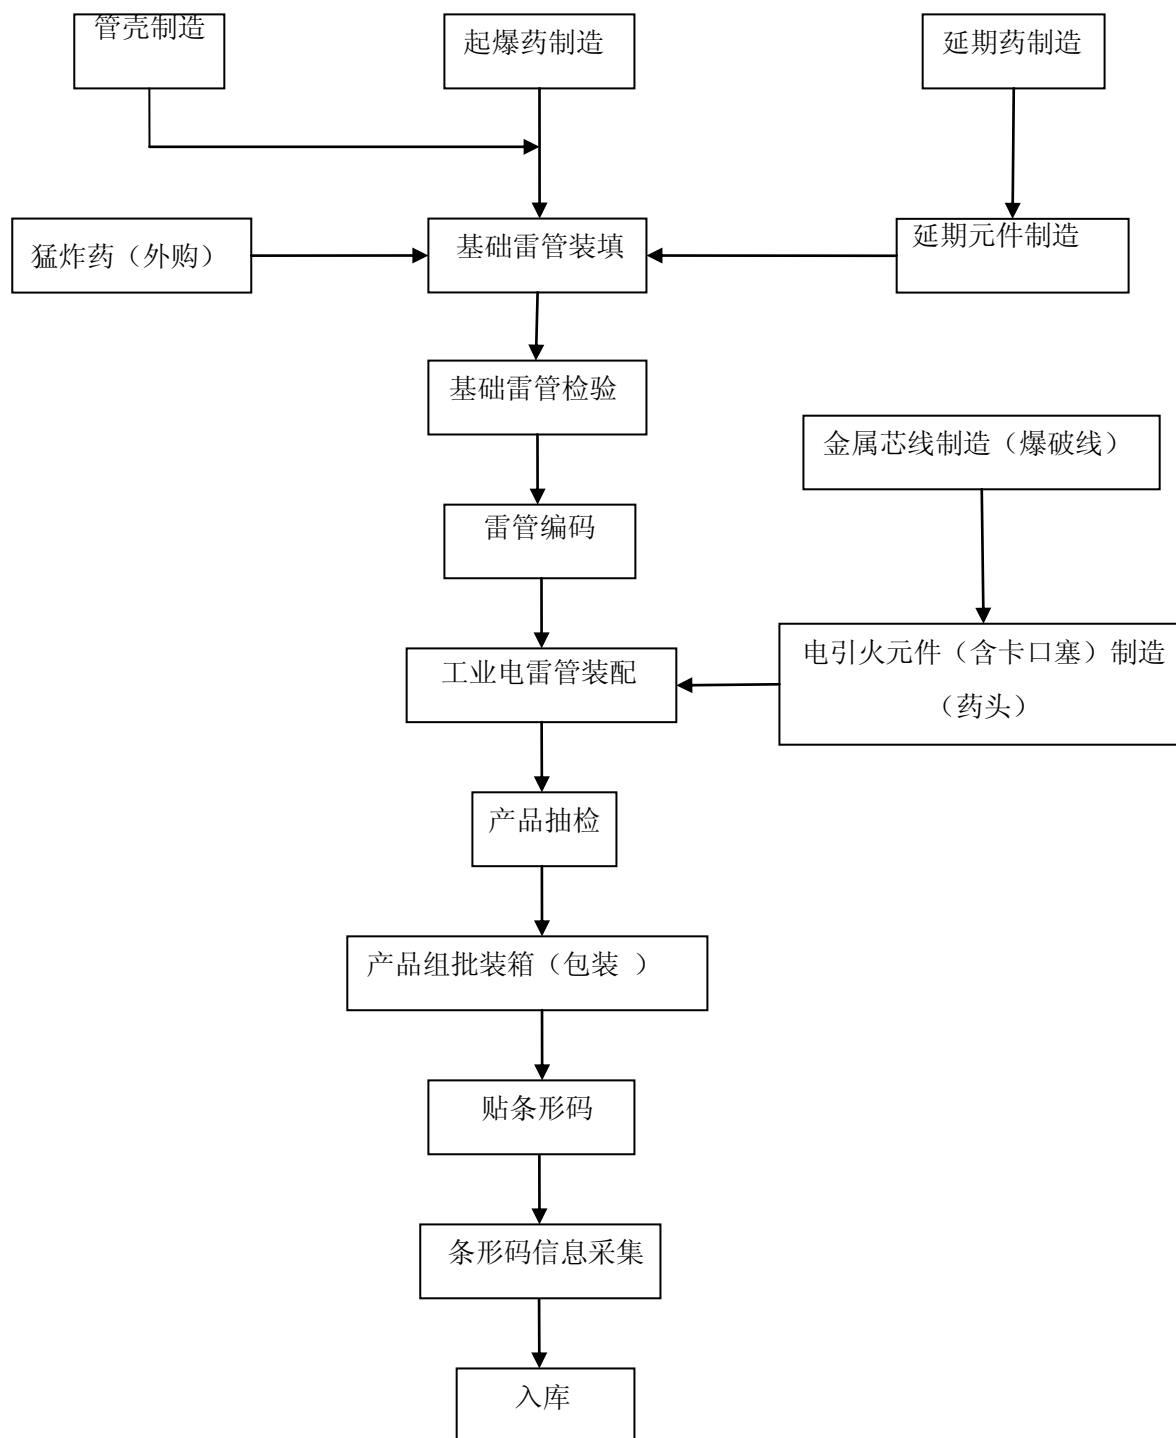 管壳制造
起爆药制造
延期药制造
猛炸药（外购）
基础雷管装填
延期元件制造
基础雷管检验
金属芯线制造（爆破线）
雷管编码
工业电雷管装配
电引火元件（含卡口塞）制造
（药头）
产品抽检
产品组批装箱（包装 ）
贴条形码
条形码信息采集
入库